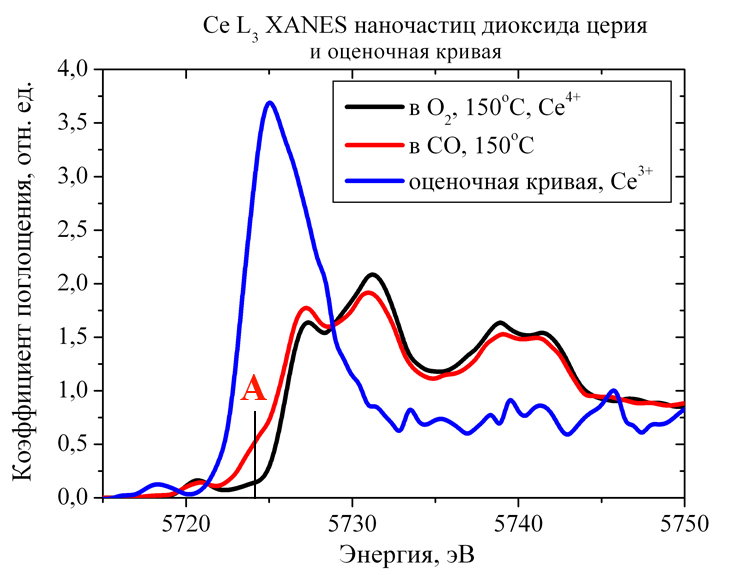 Ce L3 XANES наночастиц диоксида церия
и оценочная кривая
4,0
3,5
3,0
2,5
2,0
1,5
1,0
0,5
0,0
Коэффициент поглощения, отн. ед.
в O2, 150°C, Ce4+
в CO, 150°C
оценочная кривая, Ce3+
A
5720
5730
5740
5750
Энергия, эВ